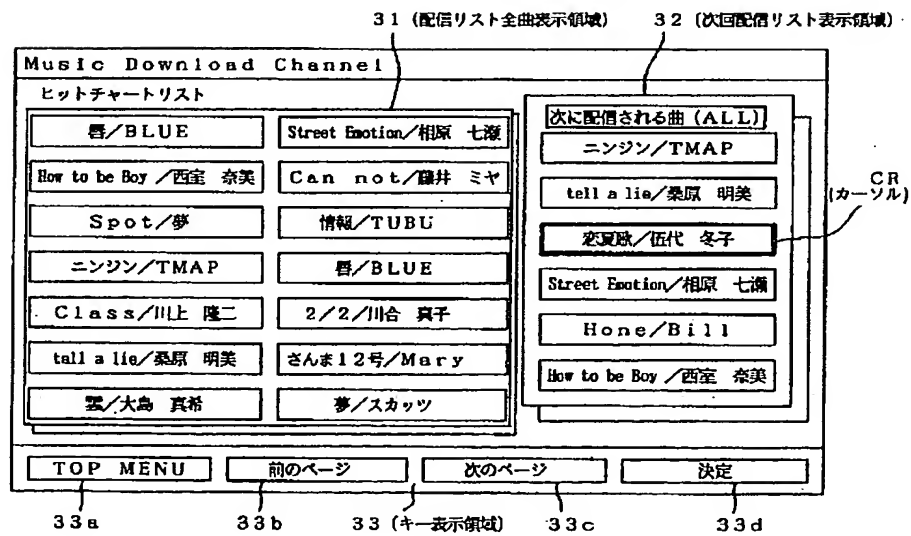 31 (配信リスト全曲表示領域) 32 (次回配信リスト表示領域)
Music Download Channel
ヒットチャートリスト
唇/BLUE Street Emotion/相原 七瀬
How to be Boy /西室 奈美 Can not/藤井 ミヤ
Spot/夢 情報/TUBU
ニンジン/TMAP 唇/BLUE
Class/川上 隆二 2/2/川合 真子
tell a lie/桑原 明美 さんま12号/Mary
雲/大島 真希 夢/スカッツ
次に配信される曲 (ALL)
ニンジン/TMAP
tell a lie/桑原 明美
恋夏歌/伍代 冬子
Street Emotion/相原 七瀬
Hone/Bill
How to be Boy /西室 奈美
CR
(カーソル)
TOP MENU 前のページ 次のページ 決定
33a 33b 33 (キー表示領域) 33c 33d